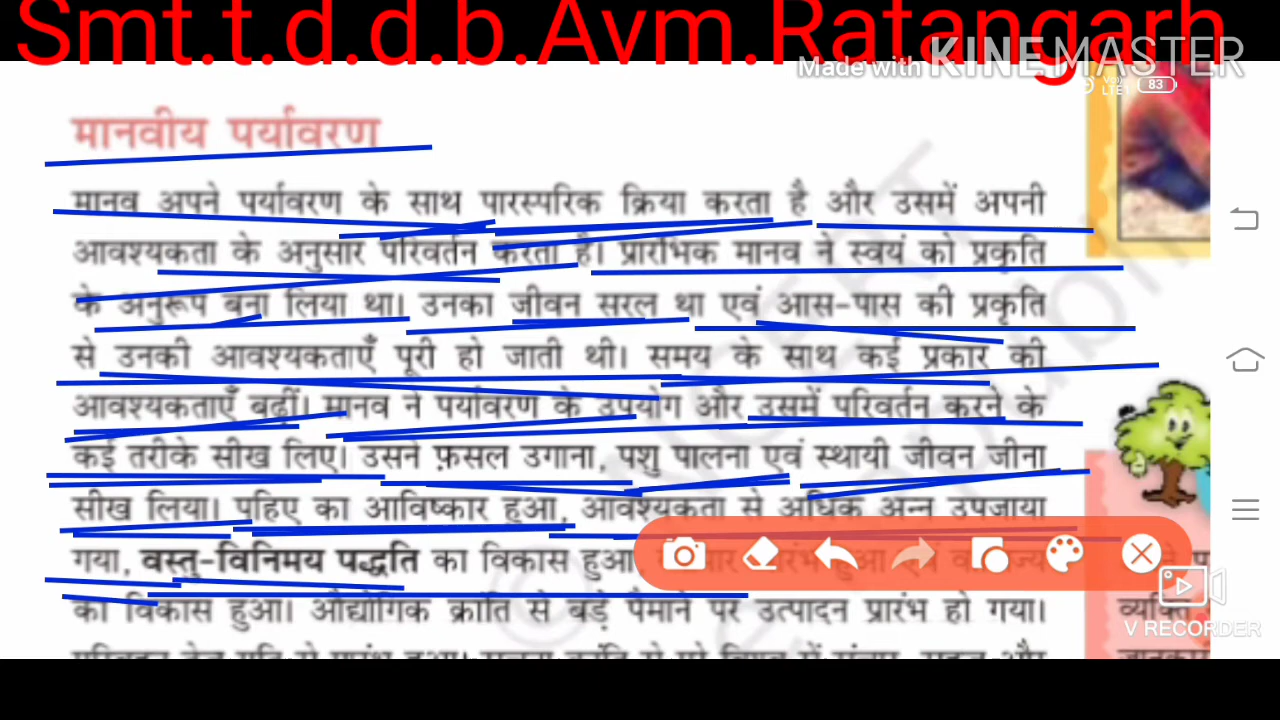 Smt.t.d.d.b.Avm.Ratangarh
Made with KINEMASTER
83
मानवीय पर्यावरण
मानव अपने पर्यावरण के साथ पारस्परिक क्रिया करता है और उसमें अपनी
आवश्यकता के अनुसार परिवर्तन करता है। प्रारंभिक मानव ने स्वयं को प्रकृति
के अनुरूप बना लिया था। उनका जीवन सरल था एवं आस-पास की प्रकृति
से उनकी आवश्यकताएँ पूरी हो जाती थी। समय के साथ कई प्रकार की
आवश्यकताएँ बढ़ीं। मानव ने पर्यावरण के उपयोग और उसमें परिवर्तन करने के
कई तरीके सीख लिए। उसने फ़सल उगाना, पशु पालना एवं स्थायी जीवन जीना
सीख लिया। पहिए का आविष्कार हुआ, आवश्यकता से अधिक अन्न उपजाया
गया, वस्तु-विनिमय पद्धति का विकास हुआ,
का विकास हुआ। औद्योगिक क्रांति से बड़े पैमाने पर उत्पादन प्रारंभ हो गया।
व्यक्ति
V RECORDER